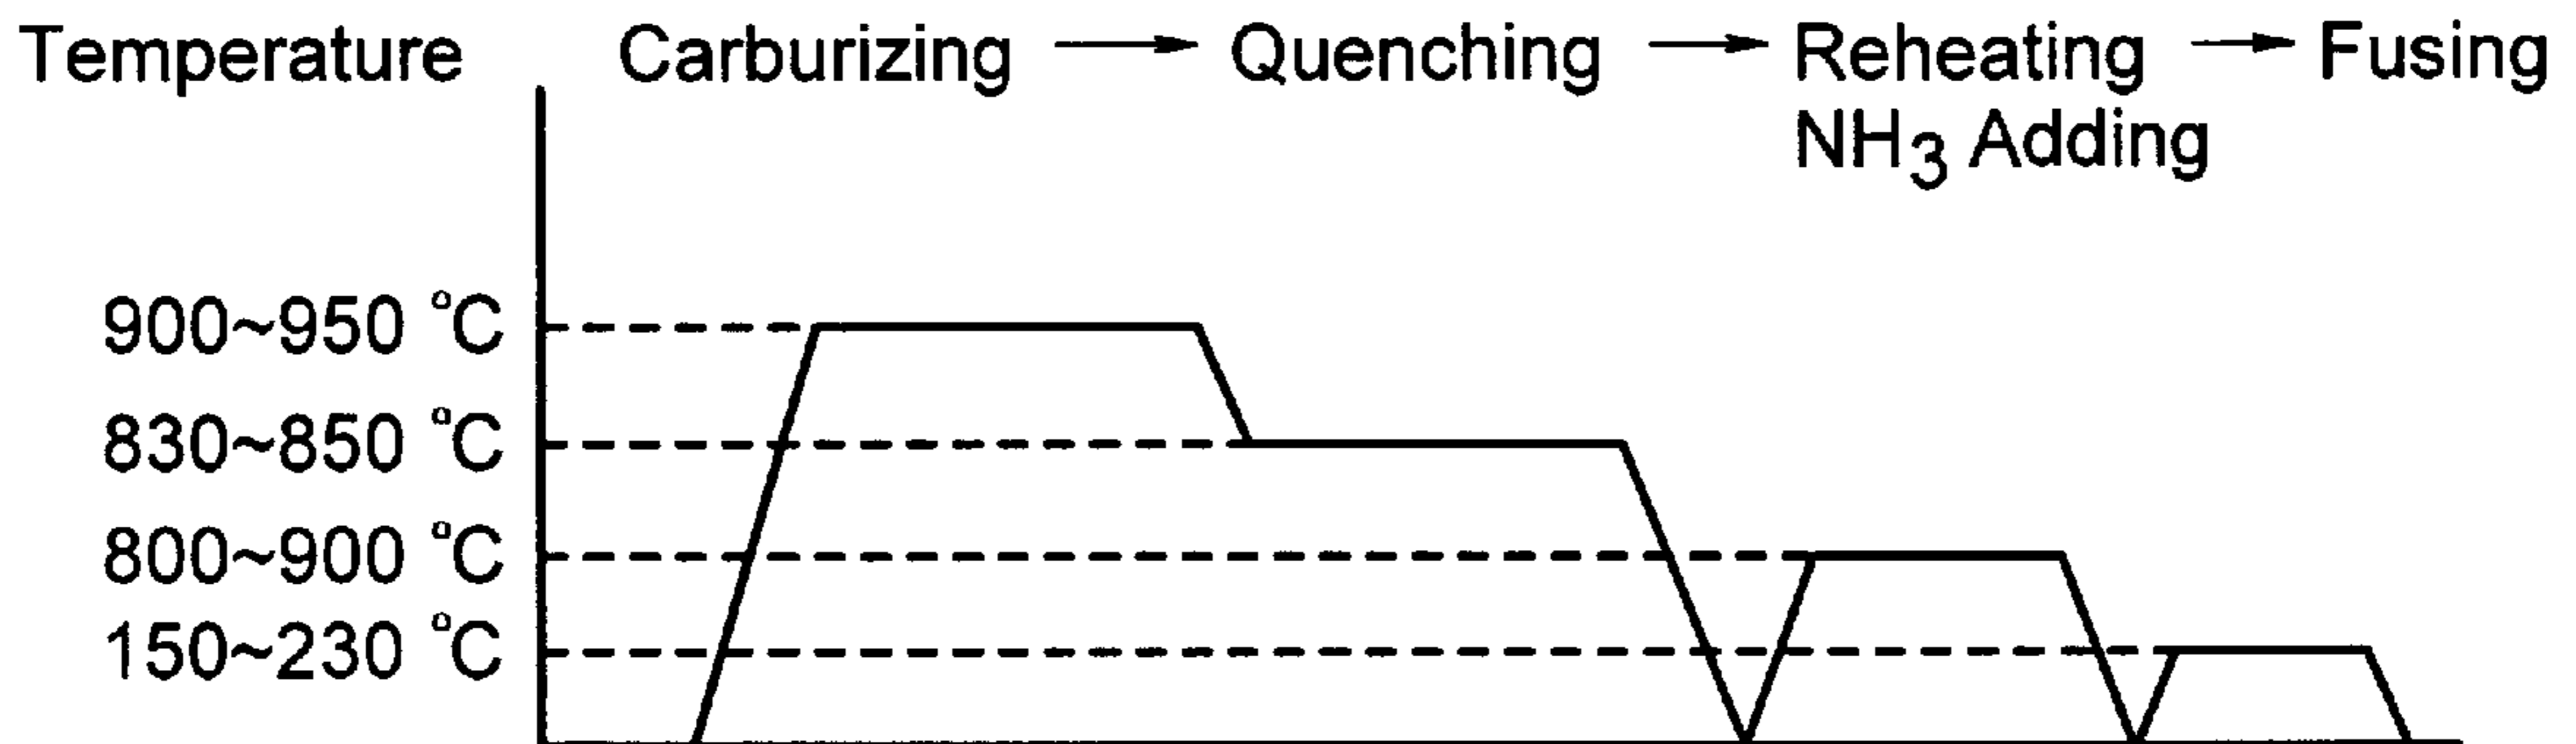 Temperature Carburizing → Quenching → Reheating → Fusing
NH3 Adding
900~950 °C
830~850 °C
800~900 °C
150~230 °C